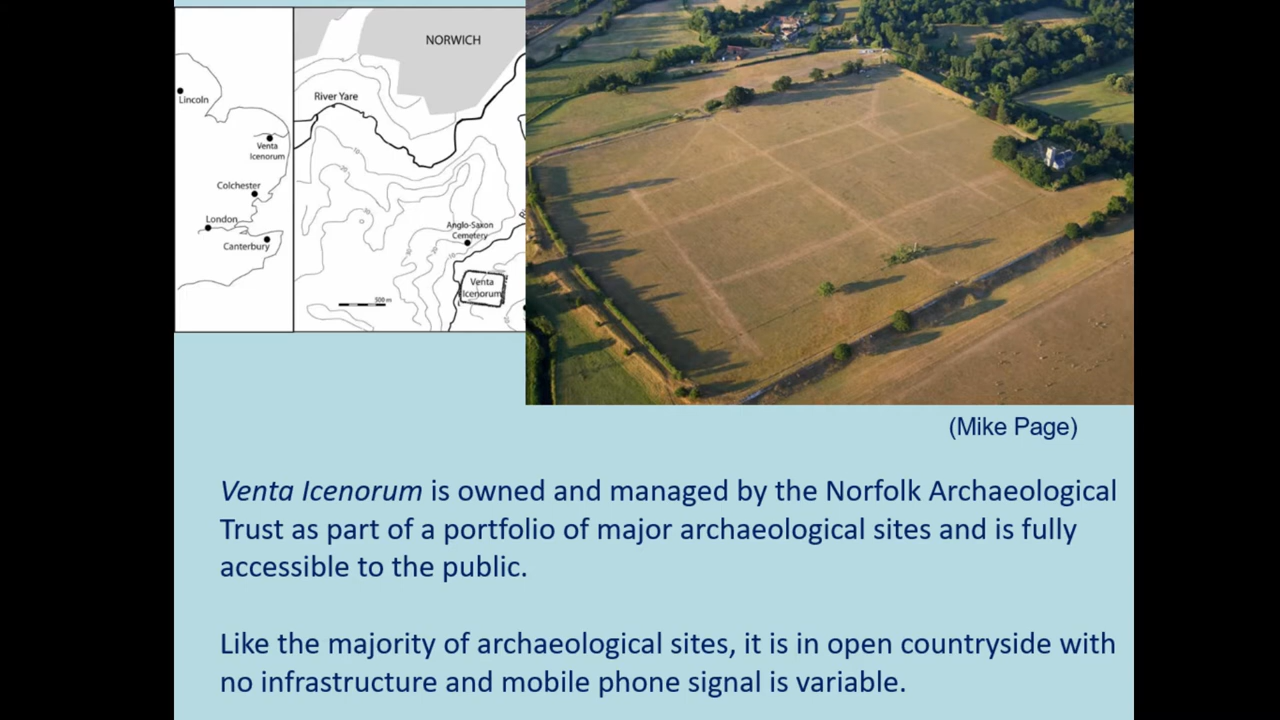 NORWICH
River Yare
Lincoln
Venta
Icenorum
Colchester
London
Canterbury
Anglo-Saxon
Cemetery
Venta
Icenorum
500 m
(Mike Page)
Venta Icenorum is owned and managed by the Norfolk Archaeological
Trust as part of a portfolio of major archaeological sites and is fully
accessible to the public.
Like the majority of archaeological sites, it is in open countryside with
no infrastructure and mobile phone signal is variable.